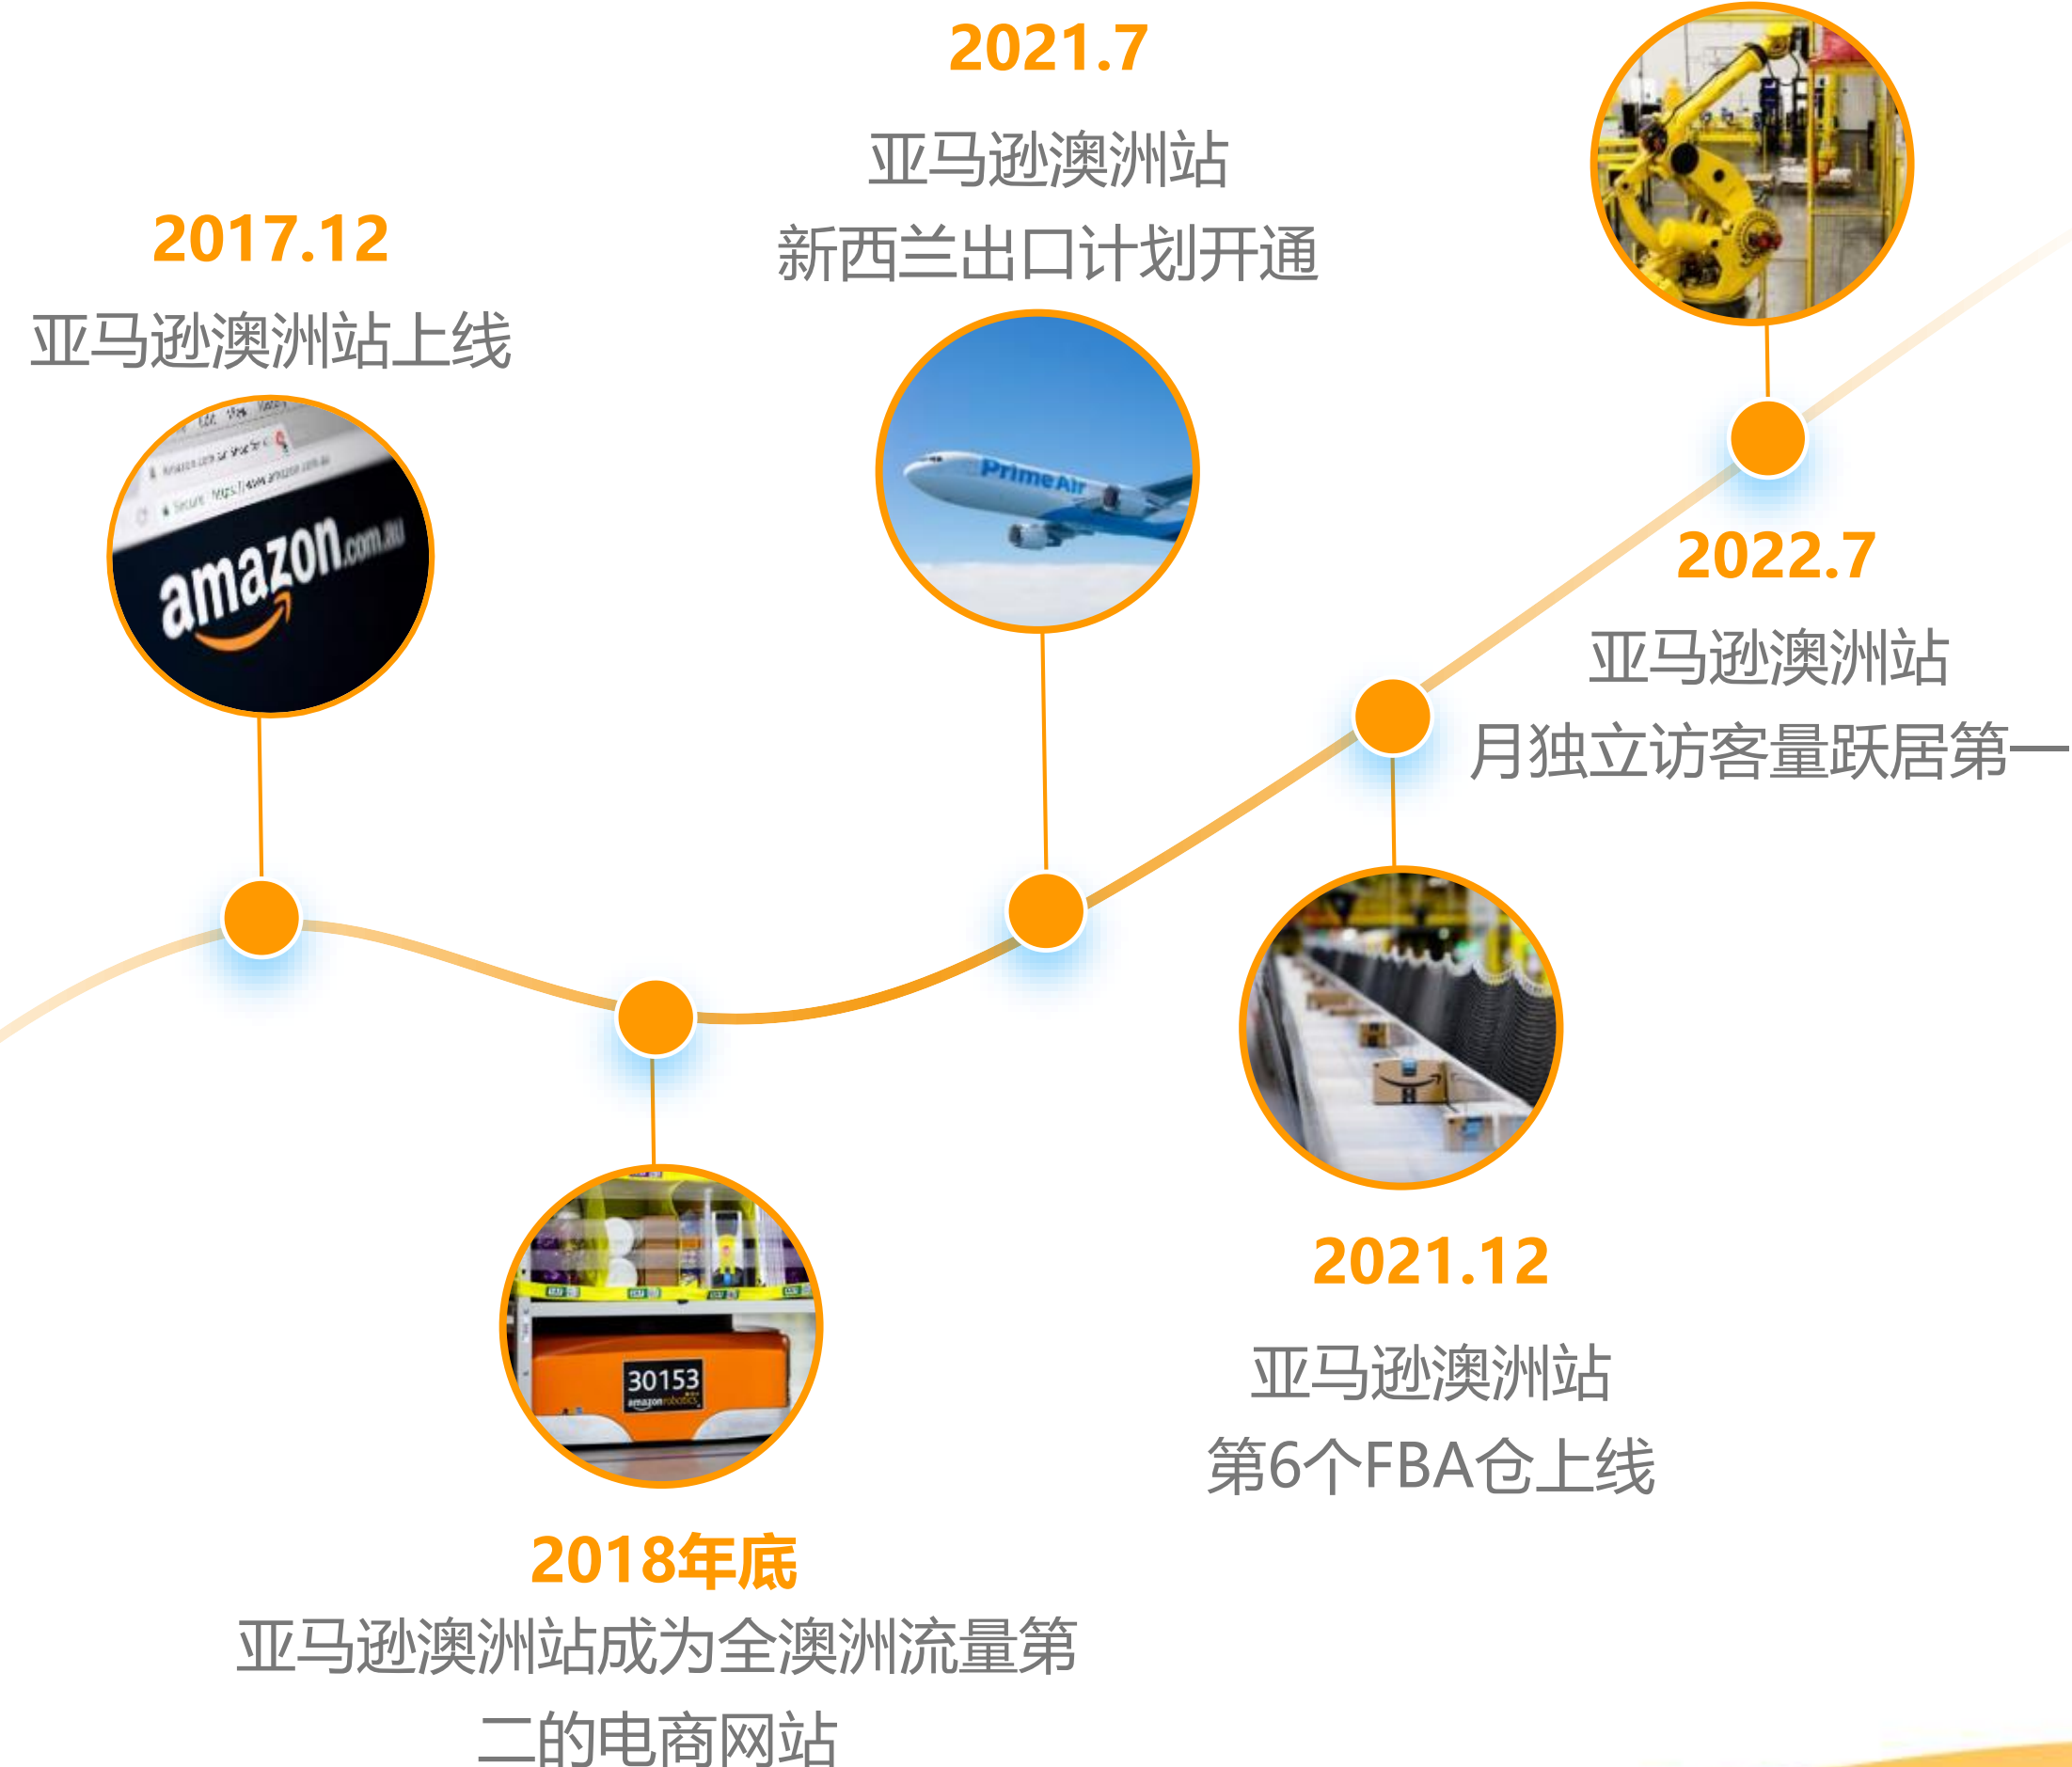 2017.12
亚马逊澳洲站上线
amazon.com.au
2018年底
亚马逊澳洲站成为全澳洲流量第
二的电商网站
30153
amazonrobotics
2021.7
亚马逊澳洲站
新西兰出口计划开通
Prime Air
2021.12
亚马逊澳洲站
第6个FBA仓上线
2022.7
亚马逊澳洲站
月独立访客量跃居第一